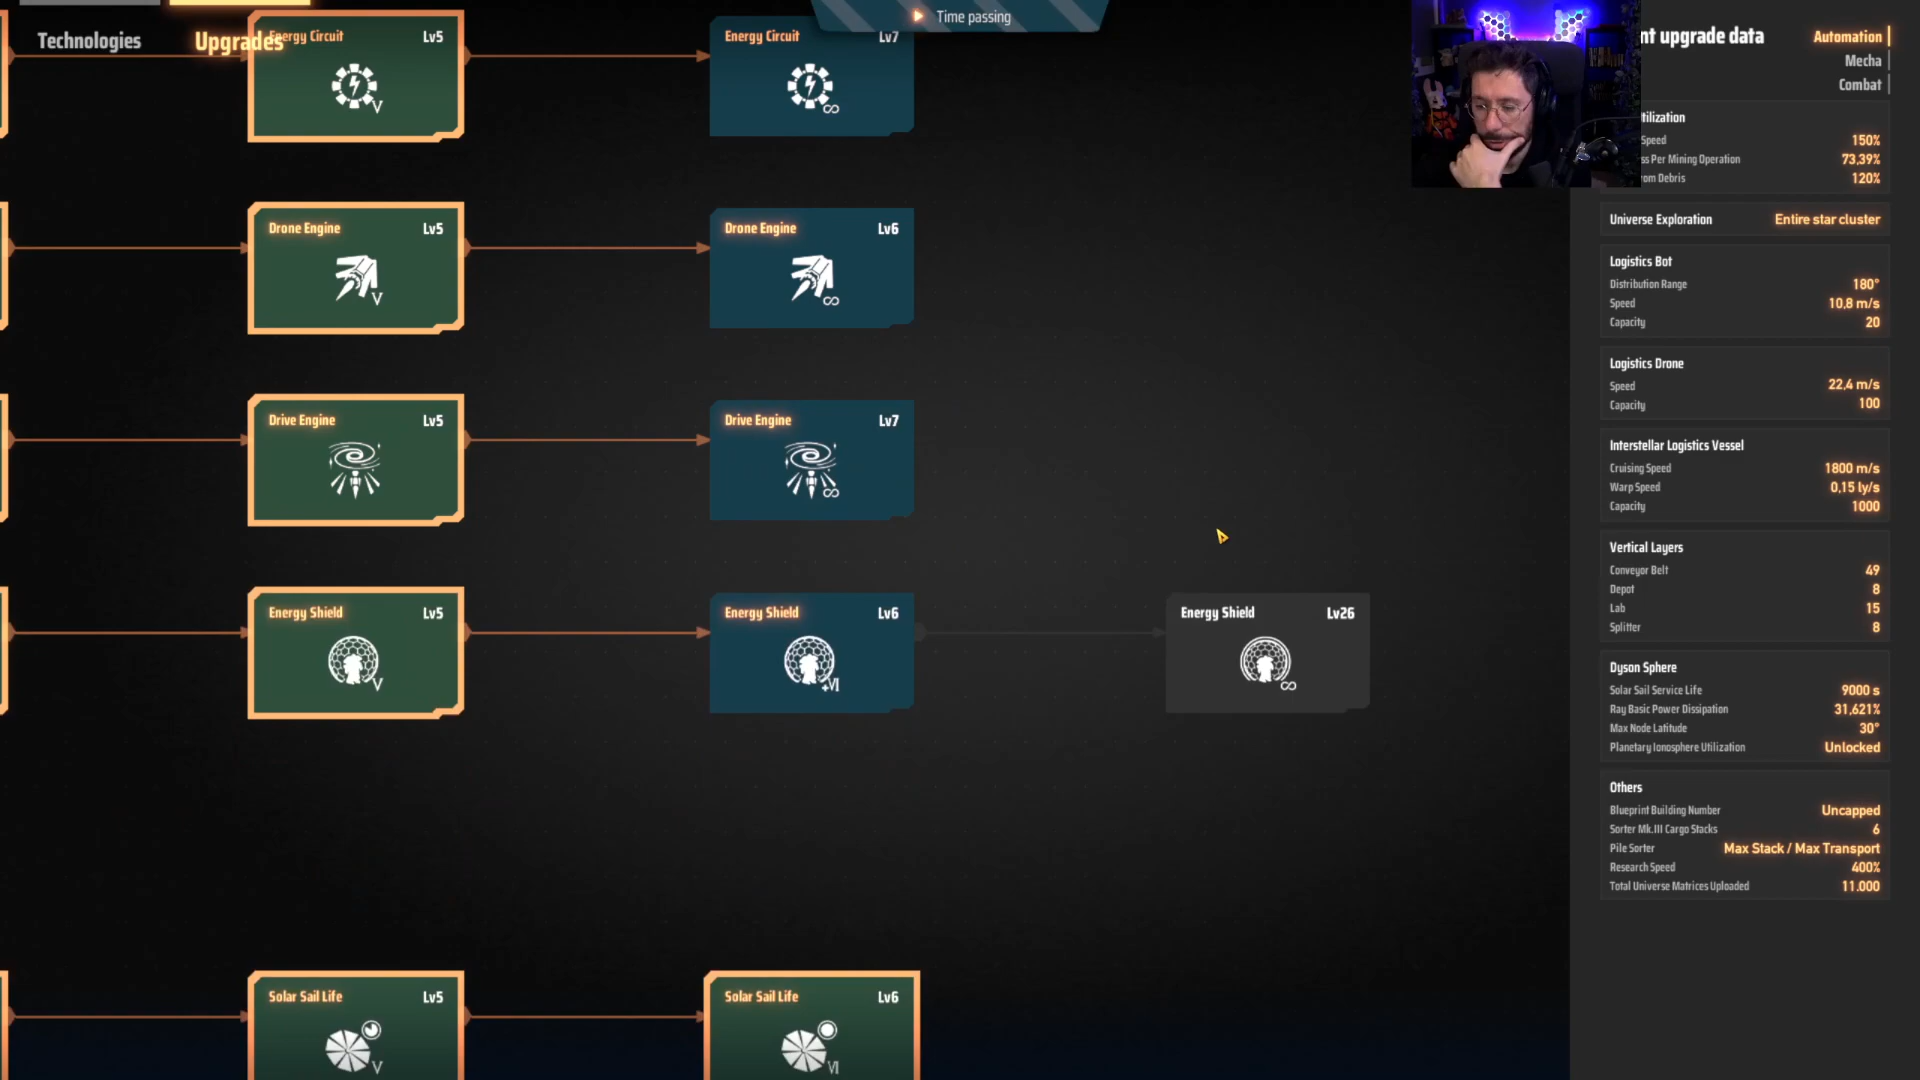 Time passing
Technologies
Upgrades
Energy Circuit
Lv5
V
Energy Circuit
Lv7
∞
Drone Engine
Lv5
V
Drone Engine
Lv6
∞
Drive Engine
Lv5
Drive Engine
Lv7
∞
Energy Shield
Lv5
V
Energy Shield
Lv6
+VI
Energy Shield
Lv26
∞
Solar Sail Life
Lv5
V
Solar Sail Life
Lv6
VI
nt upgrade data
Automation
Mecha
Combat
tilization
Speed 150%
ss Per Mining Operation 73,39%
om Debris 120%
Universe Exploration Entire star cluster
Logistics Bot
Distribution Range 180°
Speed 10,8 m/s
Capacity 20
Logistics Drone
Speed 22,4 m/s
Capacity 100
Interstellar Logistics Vessel
Cruising Speed 1800 m/s
Warp Speed 0,15 ly/s
Capacity 1000
Vertical Layers
Conveyor Belt 49
Depot 8
Lab 15
Splitter 8
Dyson Sphere
Solar Sail Service Life 9000 s
Ray Basic Power Dissipation 31,621%
Max Node Latitude 30°
Planetary Ionosphere Utilization Unlocked
Others
Blueprint Building Number Uncapped
Sorter Mk.III Cargo Stacks 6
Pile Sorter Max Stack / Max Transport
Research Speed 400%
Total Universe Matrices Uploaded 11.000